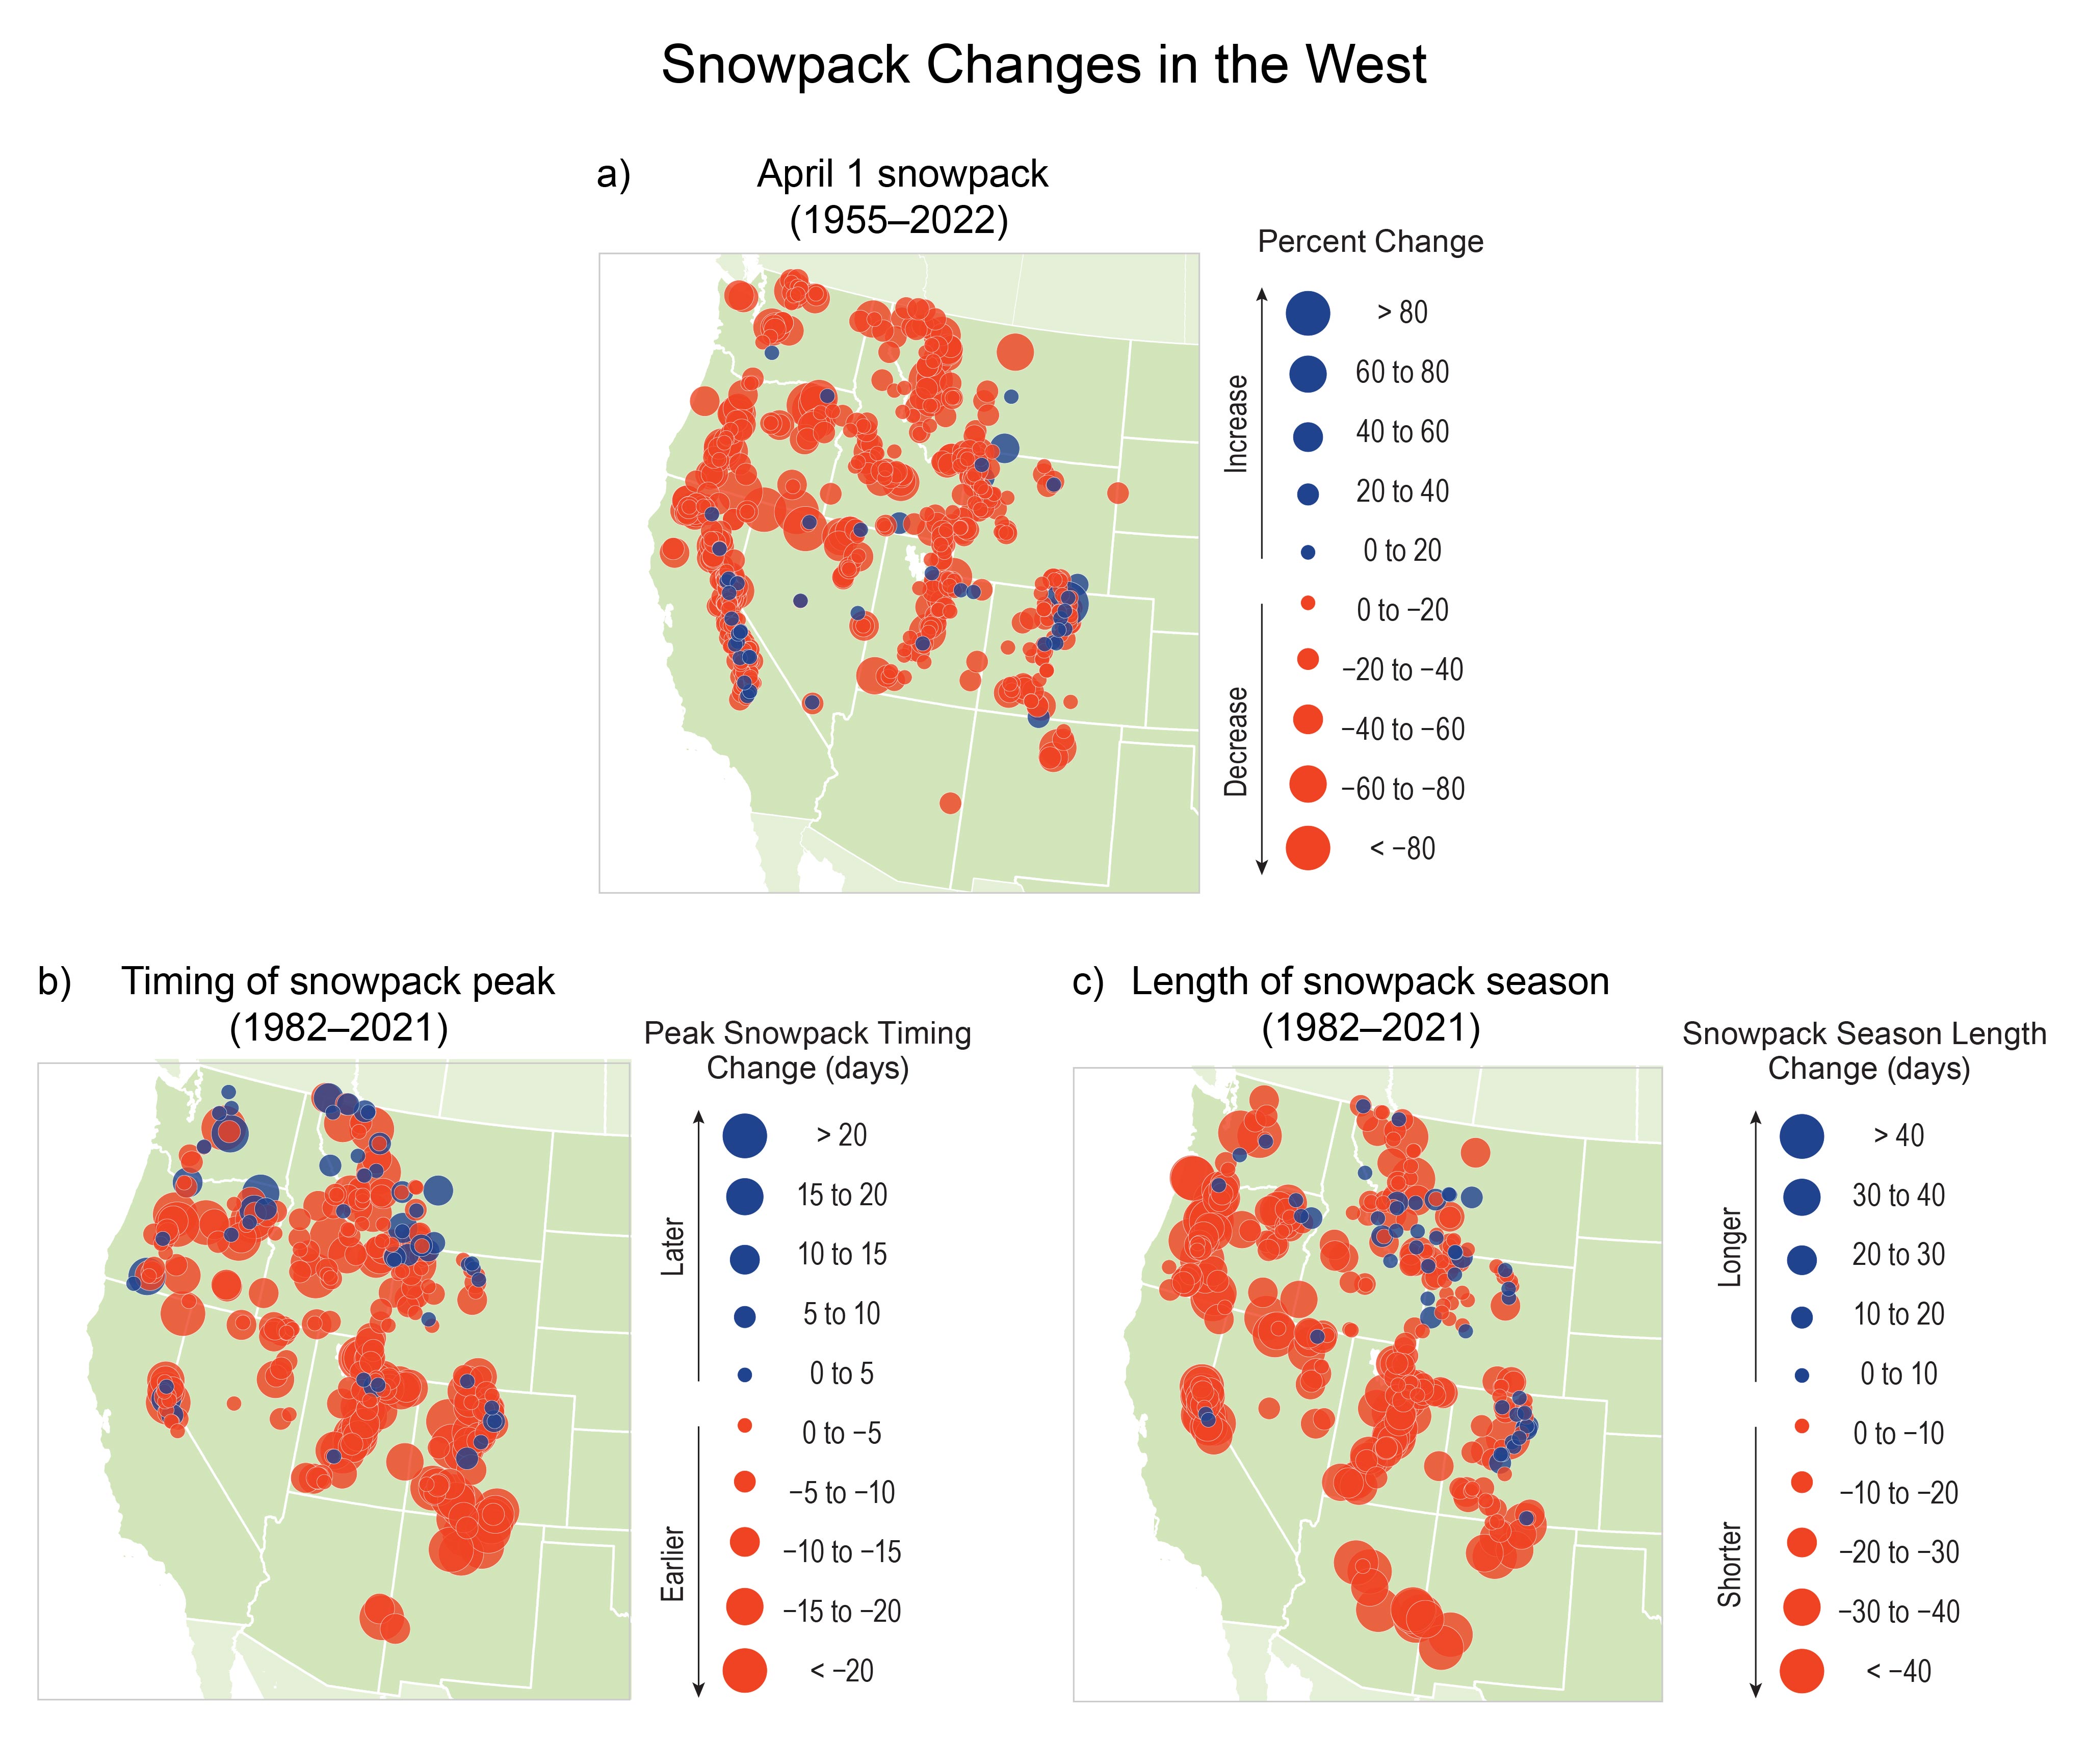 Snowpack Changes in the West
a) April 1 snowpack
(1955–2022)
Percent Change
Increase
> 80
60 to 80
40 to 60
20 to 40
0 to 20
Decrease
0 to −20
−20 to −40
−40 to −60
−60 to −80
< −80
b) Timing of snowpack peak
(1982–2021)
Peak Snowpack Timing
Change (days)
Later
> 20
15 to 20
10 to 15
5 to 10
0 to 5
Earlier
0 to −5
−5 to −10
−10 to −15
−15 to −20
< −20
c) Length of snowpack season
(1982–2021)
Snowpack Season Length
Change (days)
Longer
> 40
30 to 40
20 to 30
10 to 20
0 to 10
Shorter
0 to −10
−10 to −20
−20 to −30
−30 to −40
< −40